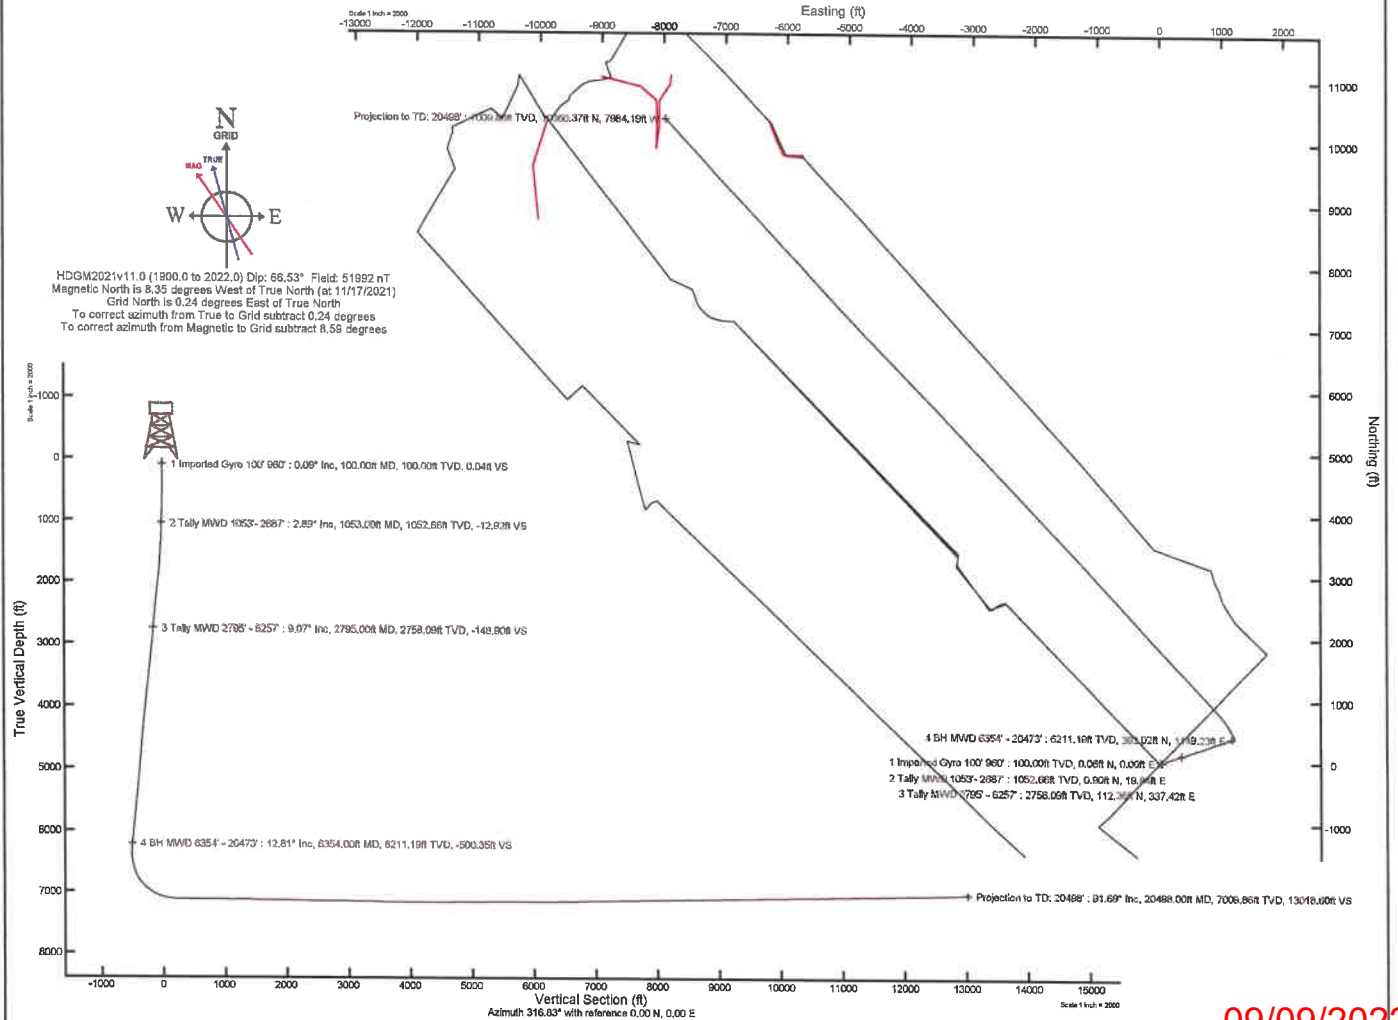 Scale 1 inch = 2000
Easting (ft)
-13000 -12000 -11000 -10000 -9000 -8000 -7000 -6000 -5000 -4000 -3000 -2000 -1000 0 1000 2000
11000
10000
9000
8000
7000
6000
5000
4000
3000
2000
1000
0
-1000
Northing (ft)
Projection to TD: 20498' : TVD, N, 7984.19ft
N
GRID
MAG TRUE
W E
HDGM2021v11.0 (1900.0 to 2022.0) Dip: 66.53° Field: 51992 nT
Magnetic North is 8.35 degrees West of True North (at 11/17/2021)
Grid North is 0.24 degrees East of True North
To correct azimuth from True to Grid subtract 0.24 degrees
To correct azimuth from Magnetic to Grid subtract 8.59 degrees
Scale 1 inch = 2000
-1000
0
1000
2000
3000
4000
5000
6000
7000
8000
True Vertical Depth (ft)
1 Imported Gyro 100' 960' : 0.09° Inc, 100.00ft MD, 100.00ft TVD, 0.04ft VS
2 Tally MWD 1053'- 2687' : 2.89° Inc, 1053.00ft MD, 1052.66ft TVD, -12.92ft VS
3 Tally MWD 2795' - 6257' : 9.07° Inc, 2795.00ft MD, 2758.09ft TVD, -148.90ft VS
4 BH MWD 6354' - 20473' : 12.81° Inc, 6354.00ft MD, 6211.19ft TVD, -500.35ft VS
Projection to TD: 20498' : 91.69° Inc, 20498.00ft MD, 7009.86ft TVD, 13018.60ft VS
4 BH MWD 6354' - 20473' : 6211.19ft TVD, N, E
1 Imported Gyro 100' 960' : 100.00ft TVD, 0.06ft N, 0.00ft E
2 Tally MWD 1053'- 2687' : 1052.66ft TVD, 0.90ft N, E
3 Tally MWD 2795' - 6257' : 2758.09ft TVD, N, 337.42ft E
-1000 0 1000 2000 3000 4000 5000 6000 7000 8000 9000 10000 11000 12000 13000 14000 15000
Vertical Section (ft)
Azimuth 316.83° with reference 0.00 N, 0.00 E
Scale 1 inch = 2000